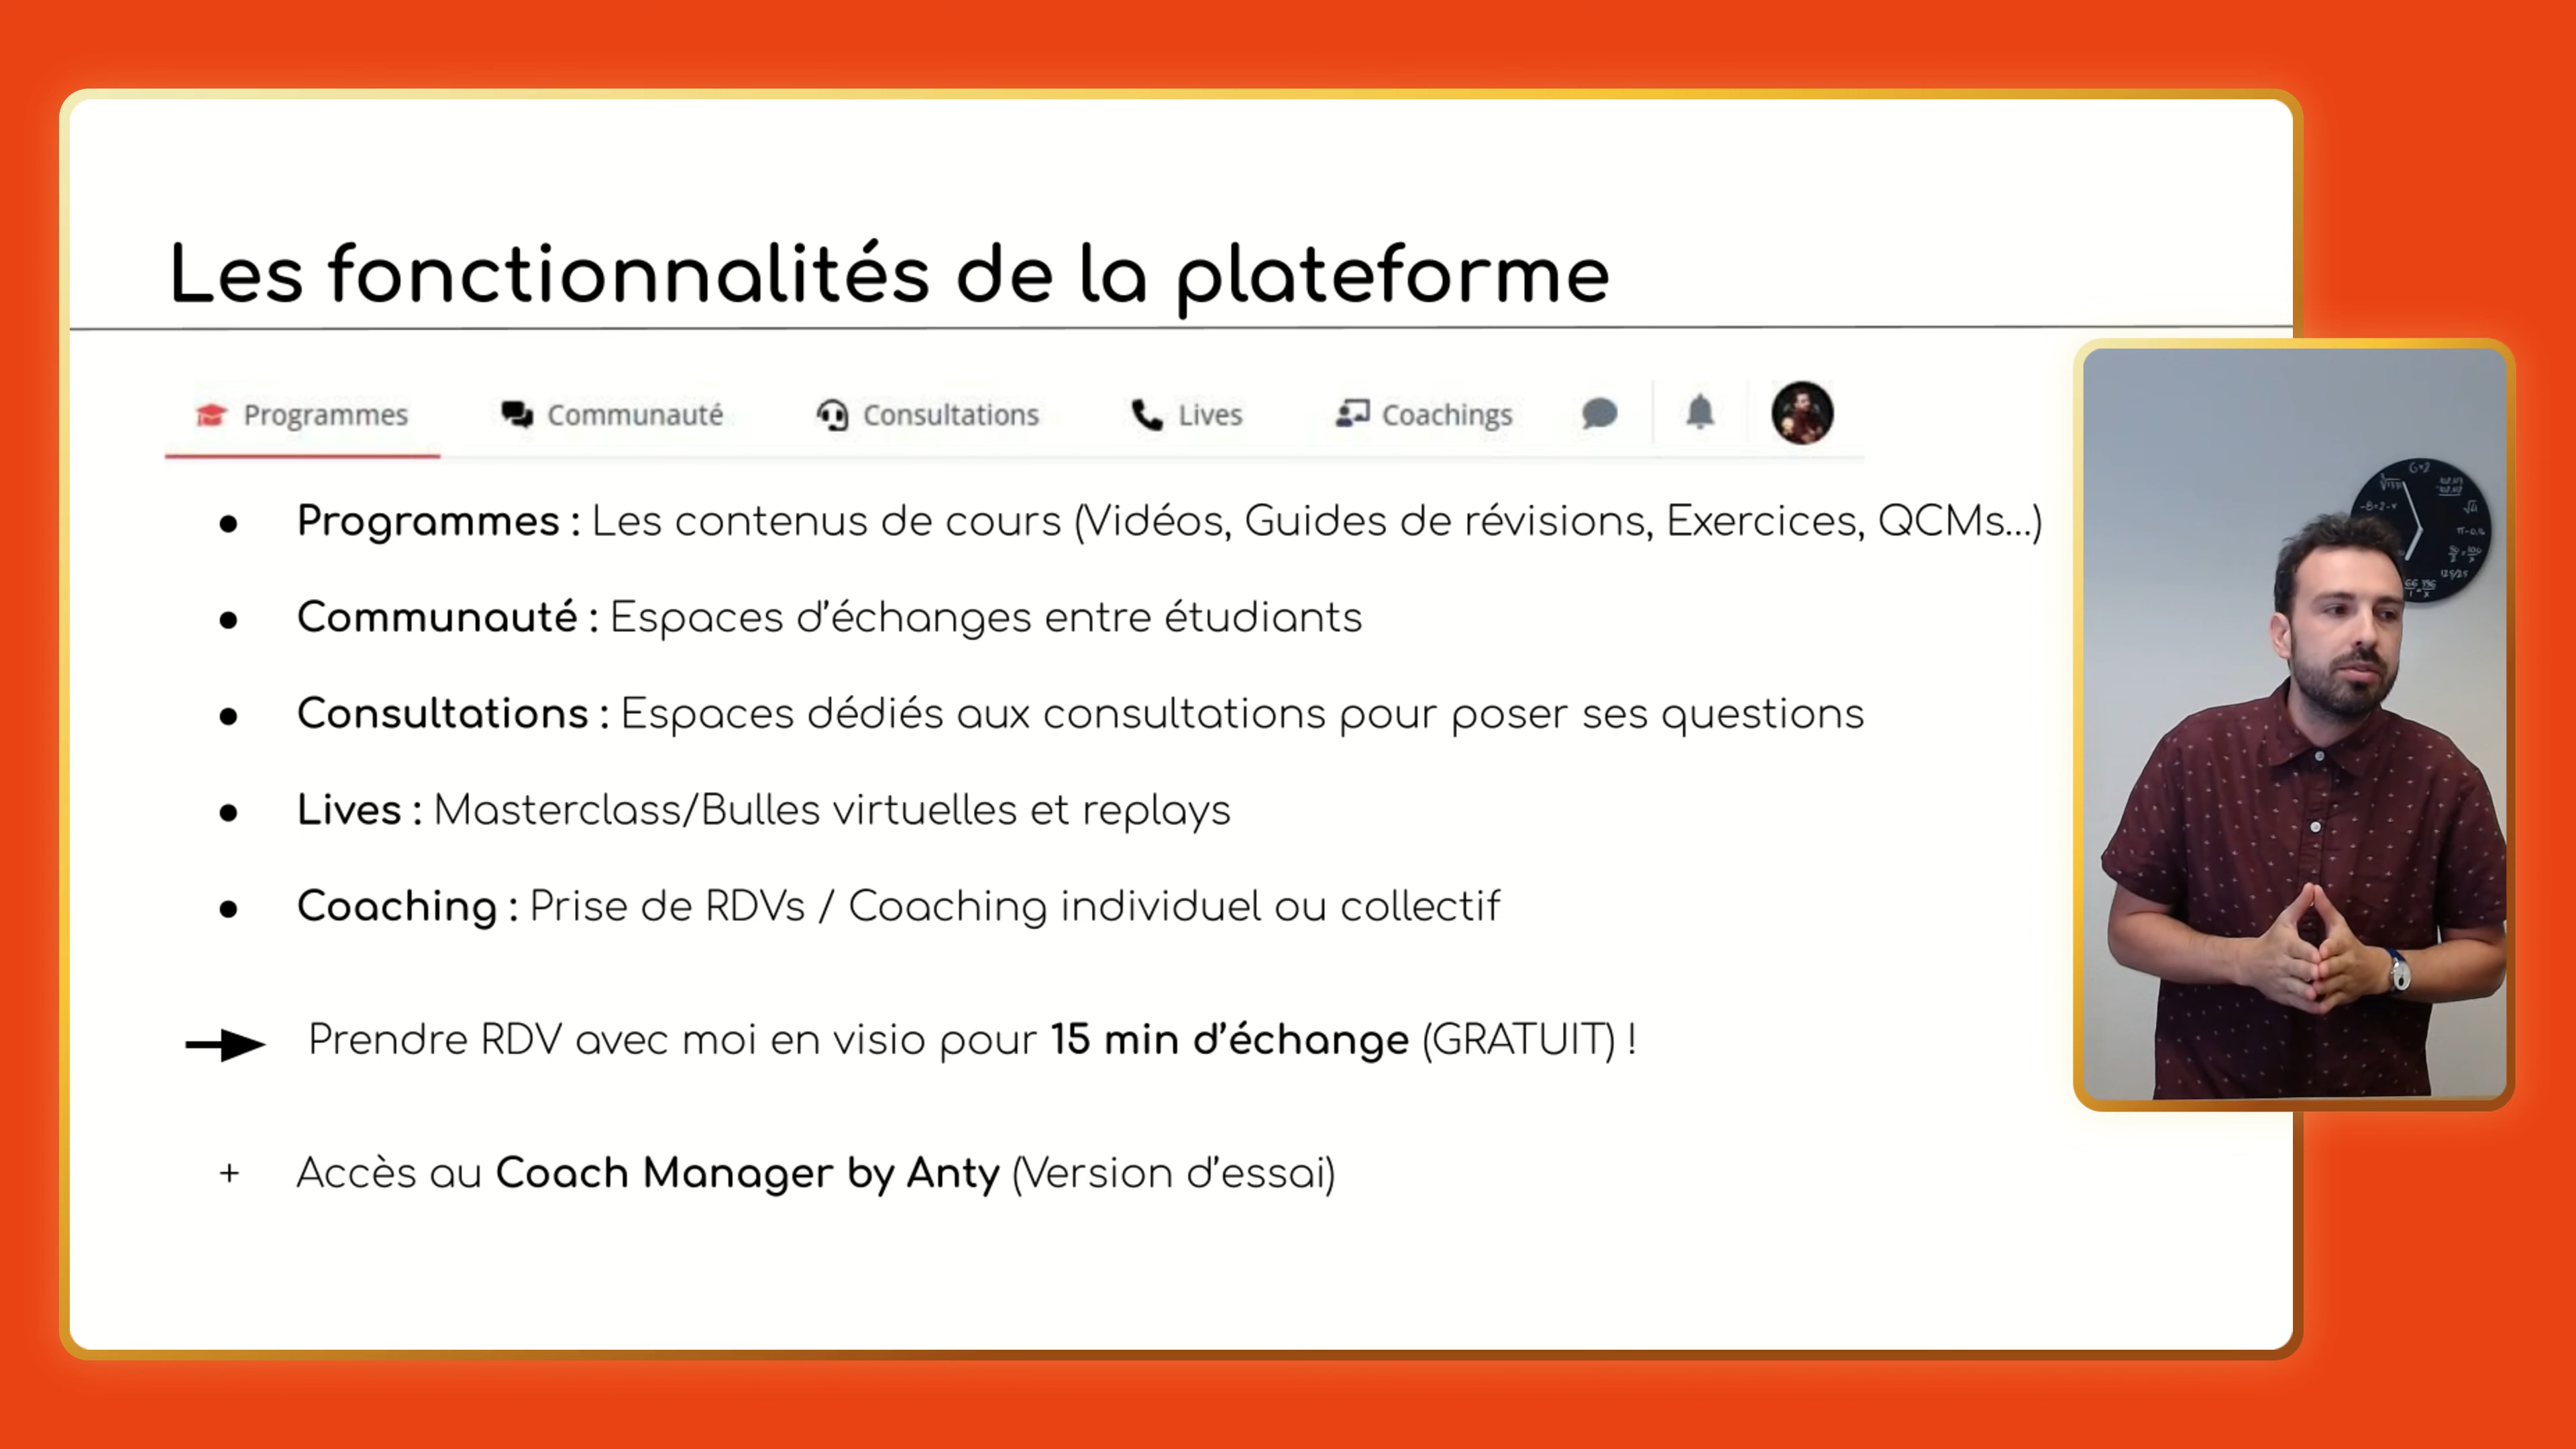 Les fonctionnalités de la plateforme
Programmes Communauté Consultations Lives Coachings
● Programmes : Les contenus de cours (Vidéos, Guides de révisions, Exercices, QCMs...)
● Communauté : Espaces d'échanges entre étudiants
● Consultations : Espaces dédiés aux consultations pour poser ses questions
● Lives : Masterclass/Bulles virtuelles et replays
● Coaching : Prise de RDVs / Coaching individuel ou collectif
Prendre RDV avec moi en visio pour 15 min d'échange (GRATUIT) !
+ Accès au Coach Manager by Anty (Version d'essai)